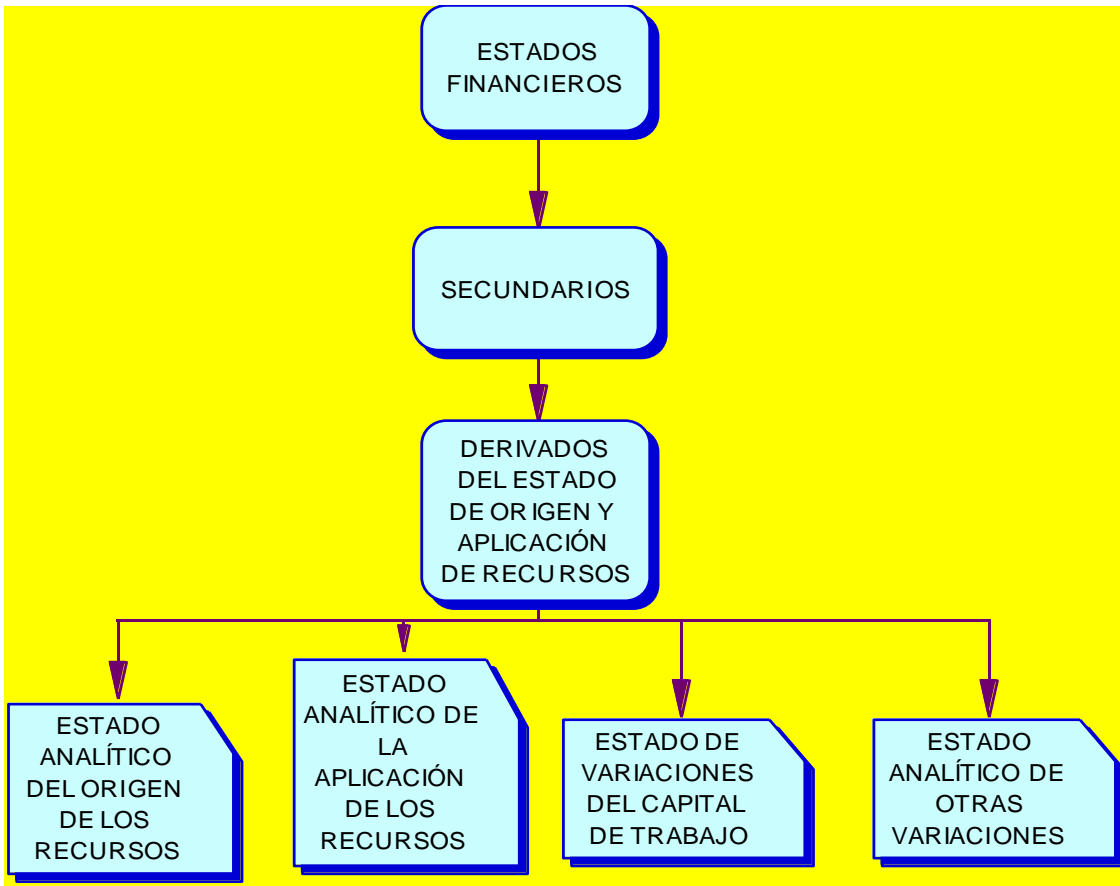 ESTADOS
FINANCIEROS
SECUNDARIOS
DERIVADOS
DEL ESTADO
DE ORIGEN Y
APLICACIÓN
DE RECURSOS
ESTADO
ANALÍTICO
DEL ORIGEN
DE LOS
RECURSOS
ESTADO
ANALÍTICO DE
LA
APLICACIÓN
DE LOS
RECURSOS
ESTADO DE
VARIACIONES
DEL CAPITAL
DE TRABAJO
ESTADO
ANALÍTICO DE
OTRAS
VARIACIONES